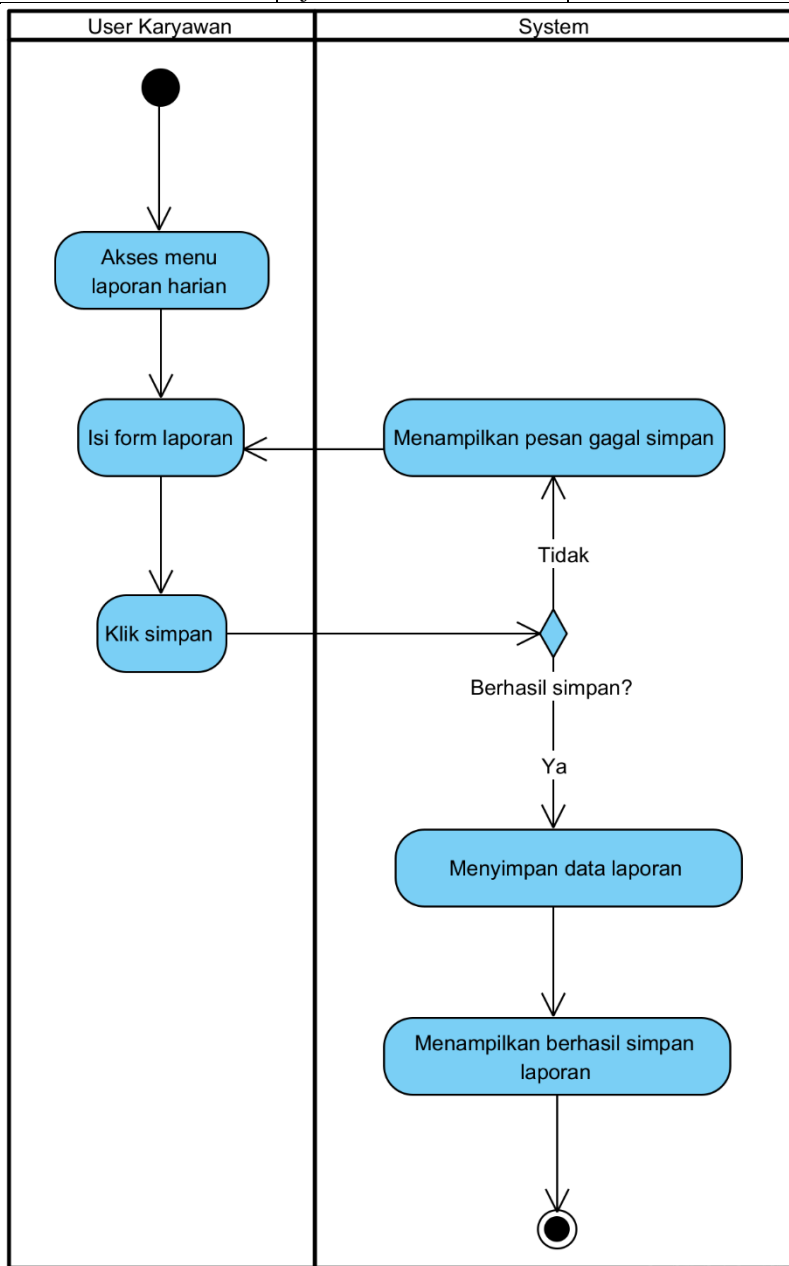 User Karyawan
System
Akses menu
laporan harian
Isi form laporan
Menampilkan pesan gagal simpan
Tidak
Klik simpan
Berhasil simpan?
Ya
Menyimpan data laporan
Menampilkan berhasil simpan
laporan